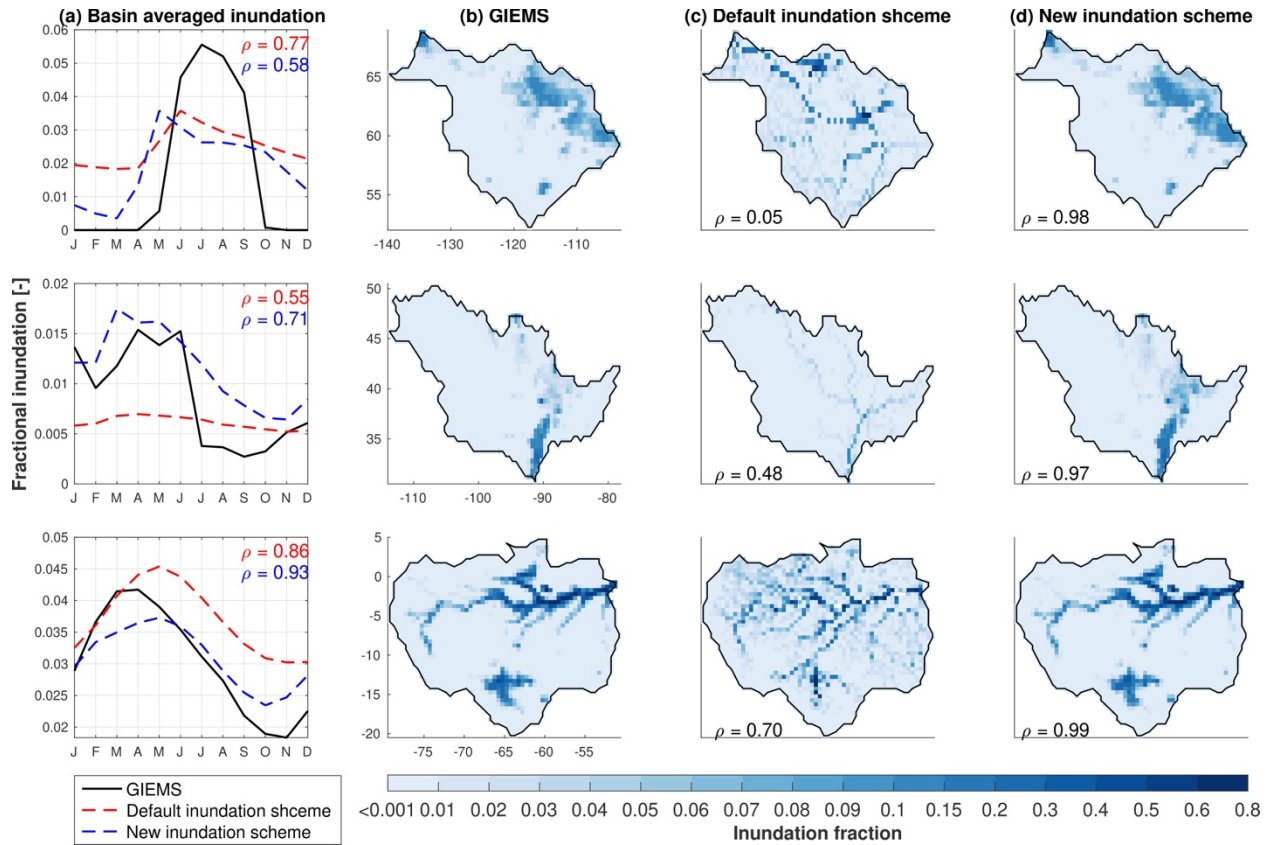 (a) Basin averaged inundation
(b) GIEMS
(c) Default inundation shceme
(d) New inundation scheme
Fractional inundation [-]
0.06
0.05
0.04
0.03
0.02
0.01
0
J F M A M J J A S O N D
ρ = 0.77
ρ = 0.58
65
60
55
-140 -130 -120 -110
ρ = 0.05
ρ = 0.98
0.02
0.015
0.01
0.005
0
J F M A M J J A S O N D
ρ = 0.55
ρ = 0.71
50
45
40
35
-110 -100 -90 -80
ρ = 0.48
ρ = 0.97
0.05
0.045
0.04
0.035
0.03
0.025
0.02
J F M A M J J A S O N D
ρ = 0.86
ρ = 0.93
5
0
-5
-10
-15
-20
-75 -70 -65 -60 -55
ρ = 0.70
ρ = 0.99
GIEMS
Default inundation shceme
New inundation scheme
<0.001 0.01 0.02 0.03 0.04 0.05 0.06 0.07 0.08 0.09 0.1 0.15 0.2 0.3 0.4 0.5 0.6 0.8
Inundation fraction